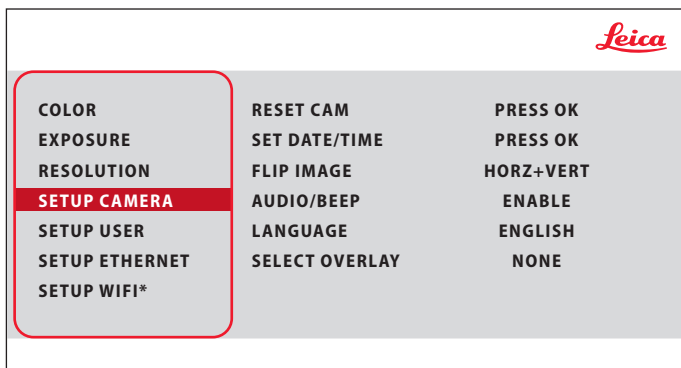 Leica
COLOR RESET CAM PRESS OK
EXPOSURE SET DATE/TIME PRESS OK
RESOLUTION FLIP IMAGE HORZ+VERT
SETUP CAMERA AUDIO/BEEP ENABLE
SETUP USER LANGUAGE ENGLISH
SETUP ETHERNET SELECT OVERLAY NONE
SETUP WIFI*